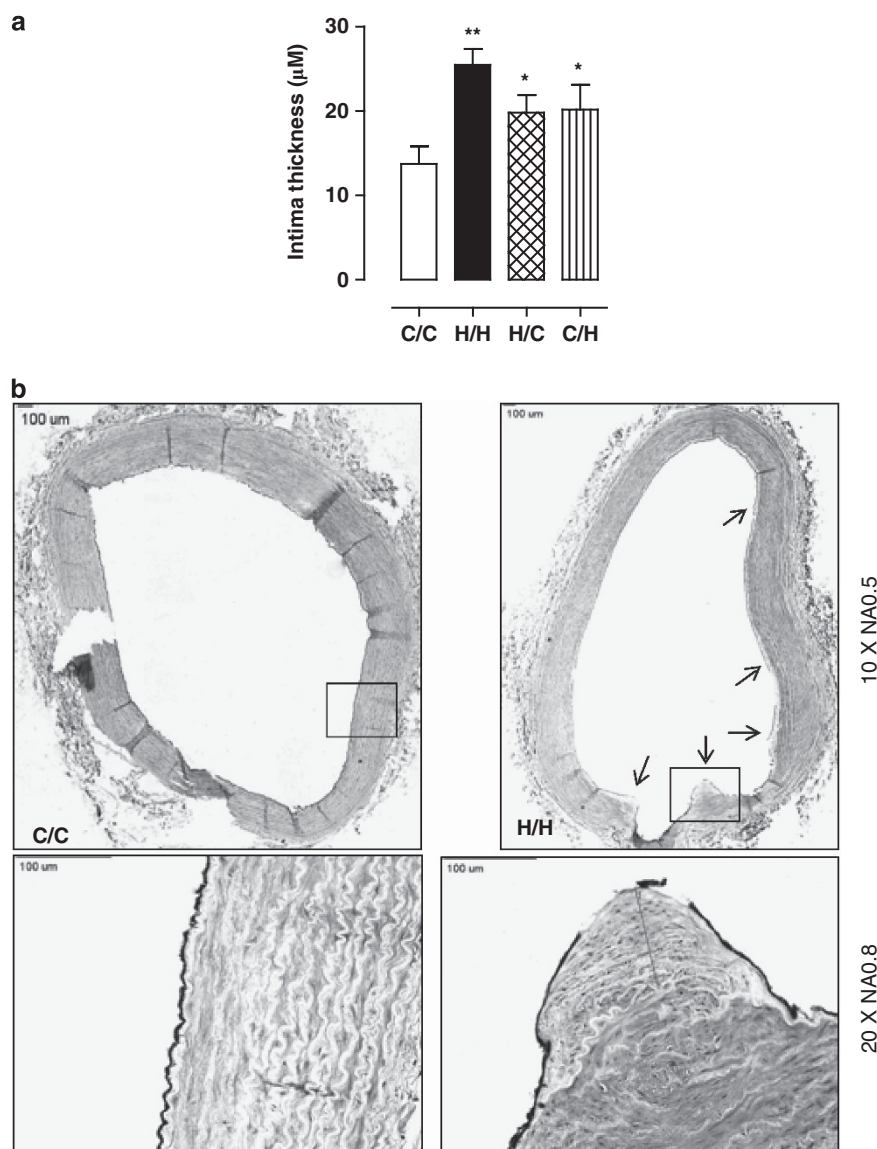 a
Intima thickness (µM)
30
20
10
0
**
*
*
C/C H/H H/C C/H
b
100 um
100 um
C/C
H/H
10 X NA0.5
100 um
100 um
20 X NA0.8